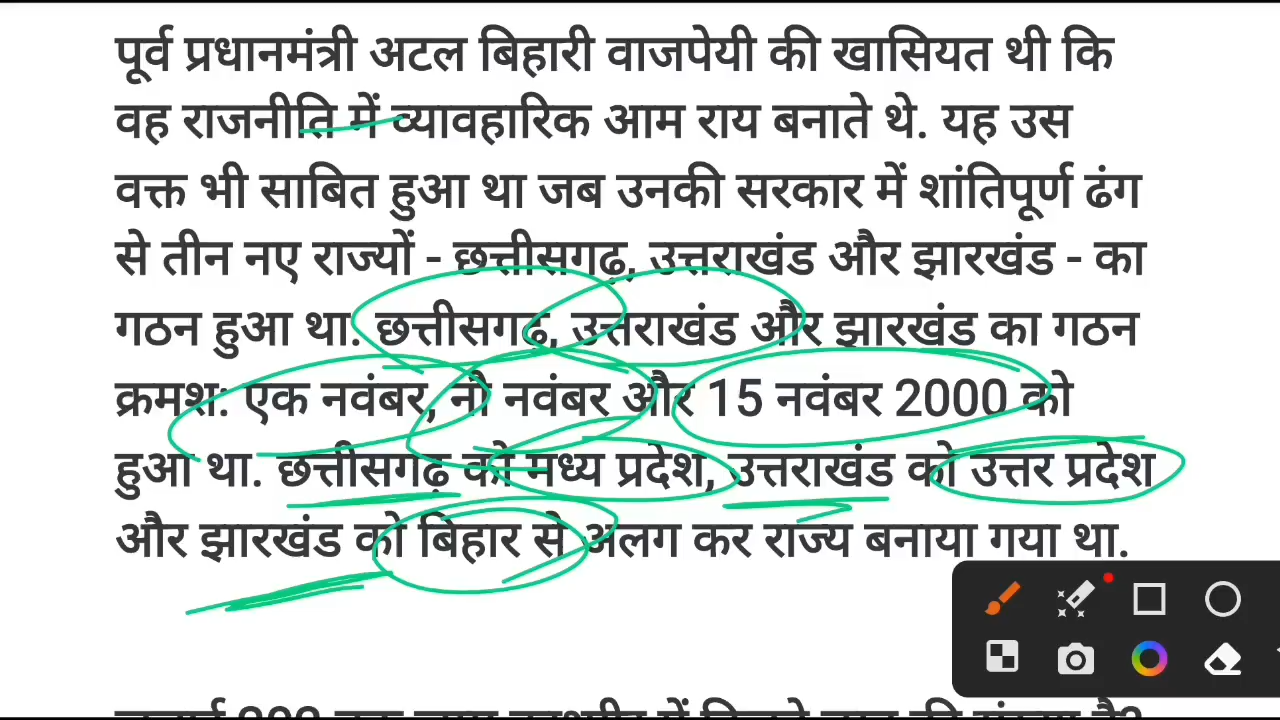 पूर्व प्रधानमंत्री अटल बिहारी वाजपेयी की खासियत थी कि
वह राजनीति में व्यावहारिक आम राय बनाते थे. यह उस
वक्त भी साबित हुआ था जब उनकी सरकार में शांतिपूर्ण ढंग
से तीन नए राज्यों - छत्तीसगढ़, उत्तराखंड और झारखंड - का
गठन हुआ था. छत्तीसगढ़, उत्तराखंड और झारखंड का गठन
क्रमश: एक नवंबर, नौ नवंबर और 15 नवंबर 2000 को
हुआ था. छत्तीसगढ़ को मध्य प्रदेश, उत्तराखंड को उत्तर प्रदेश
और झारखंड को बिहार से अलग कर राज्य बनाया गया था.